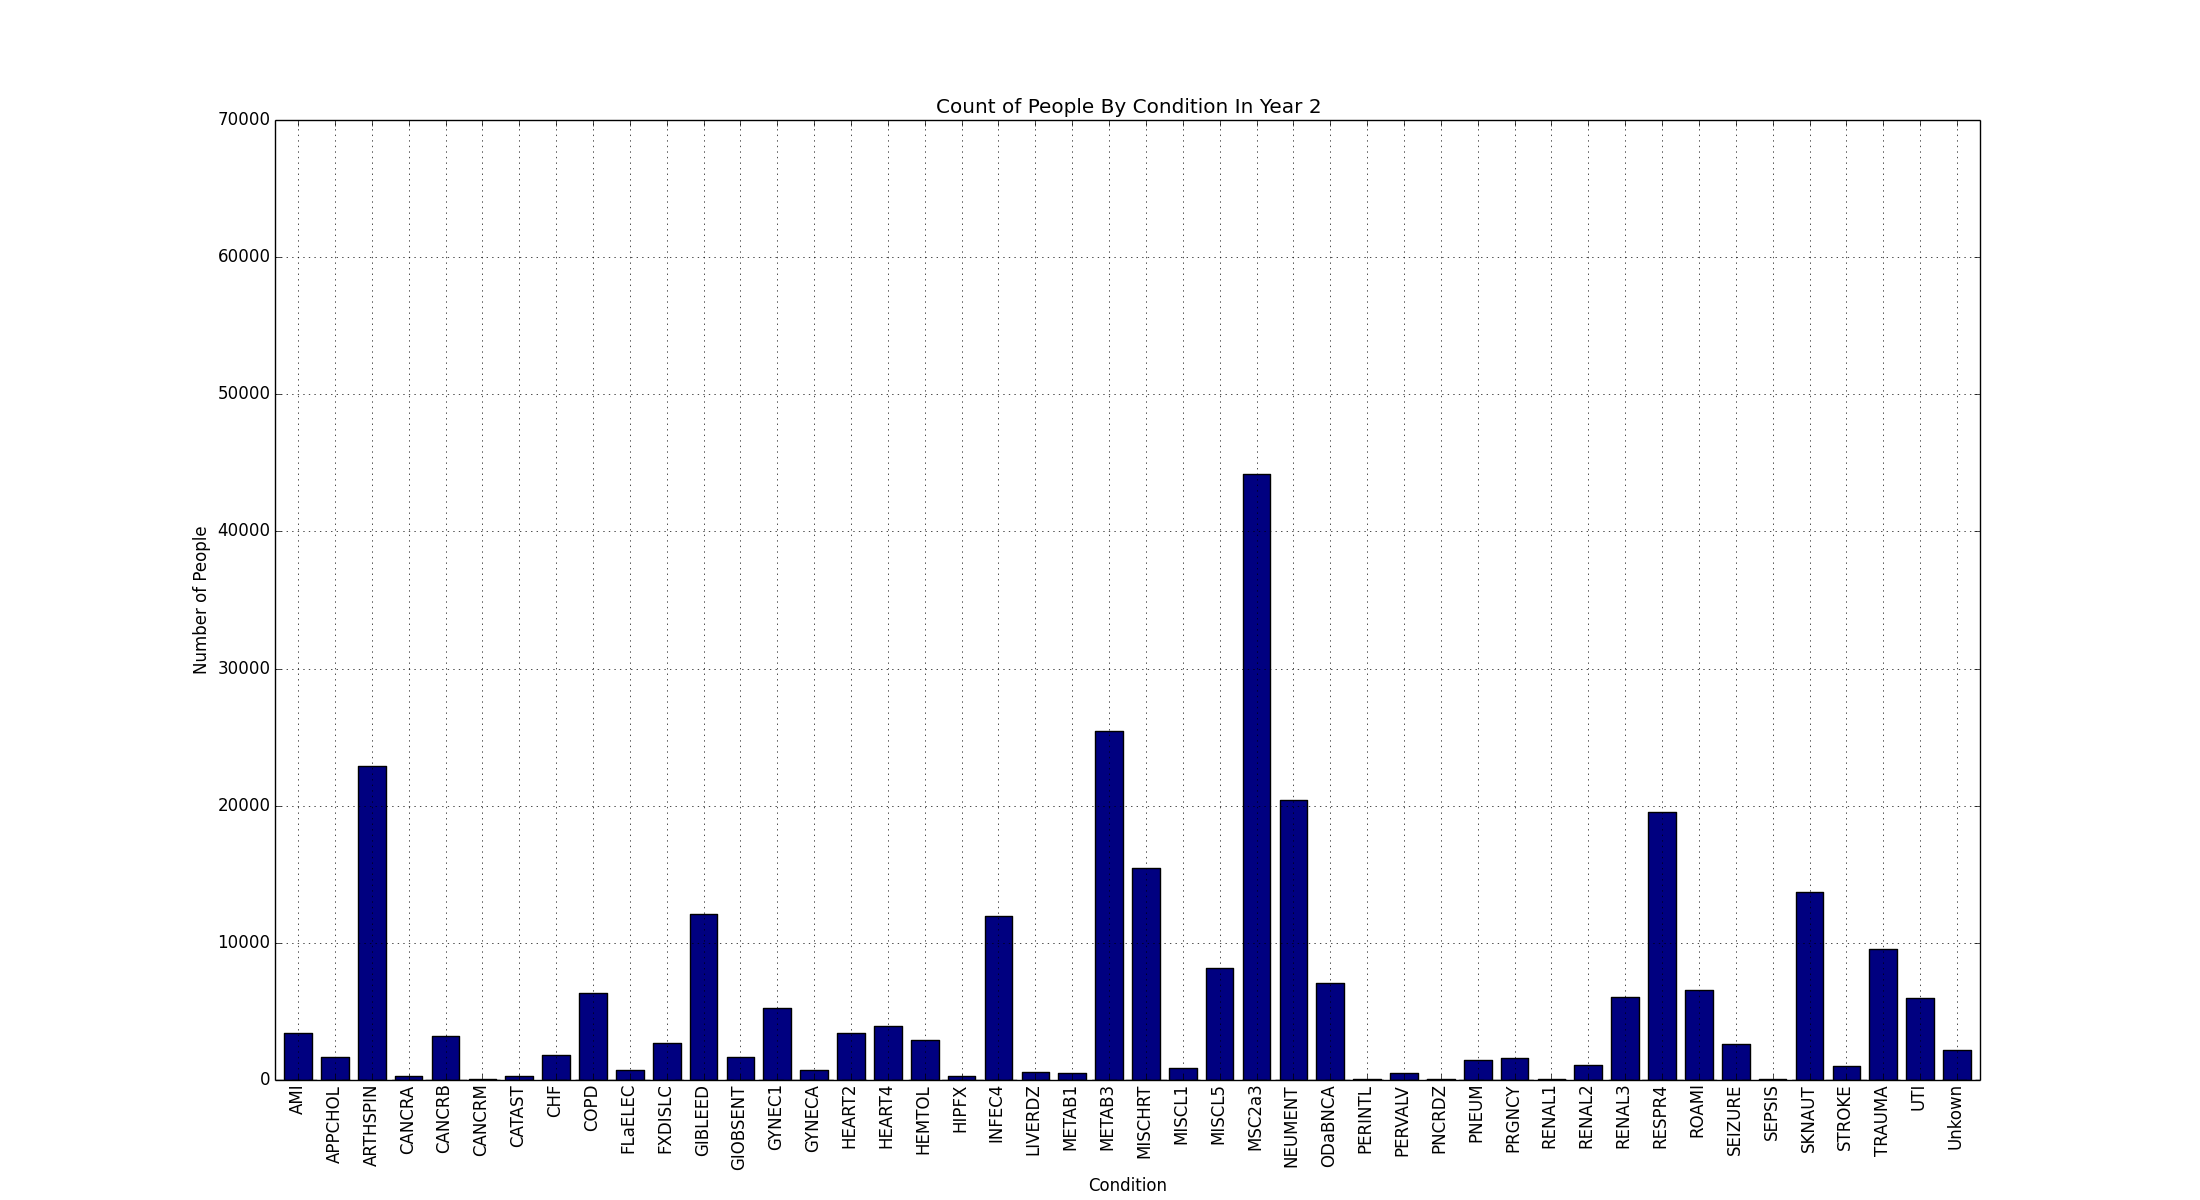 Count of People By Condition In Year 2
70000
60000
50000
40000
30000
20000
10000
0
Number of People
AMI
APPCHOL
ARTHSPIN
CANCRA
CANCRB
CANCRM
CATAST
CHF
COPD
FLaELEC
FXDISLC
GIBLEED
GIOBSENT
GYNEC1
GYNECA
HEART2
HEART4
HEMTOL
HIPFX
INFEC4
LIVERDZ
METAB1
METAB3
MISCHRT
MISCL1
MISCL5
MSC2a3
NEUMENT
ODaBNCA
PERINTL
PERVALV
PNCRDZ
PNEUM
PRGNCY
RENAL1
RENAL2
RENAL3
RESPR4
ROAMI
SEIZURE
SEPSIS
SKNAUT
STROKE
TRAUMA
UTI
Unkown
Condition